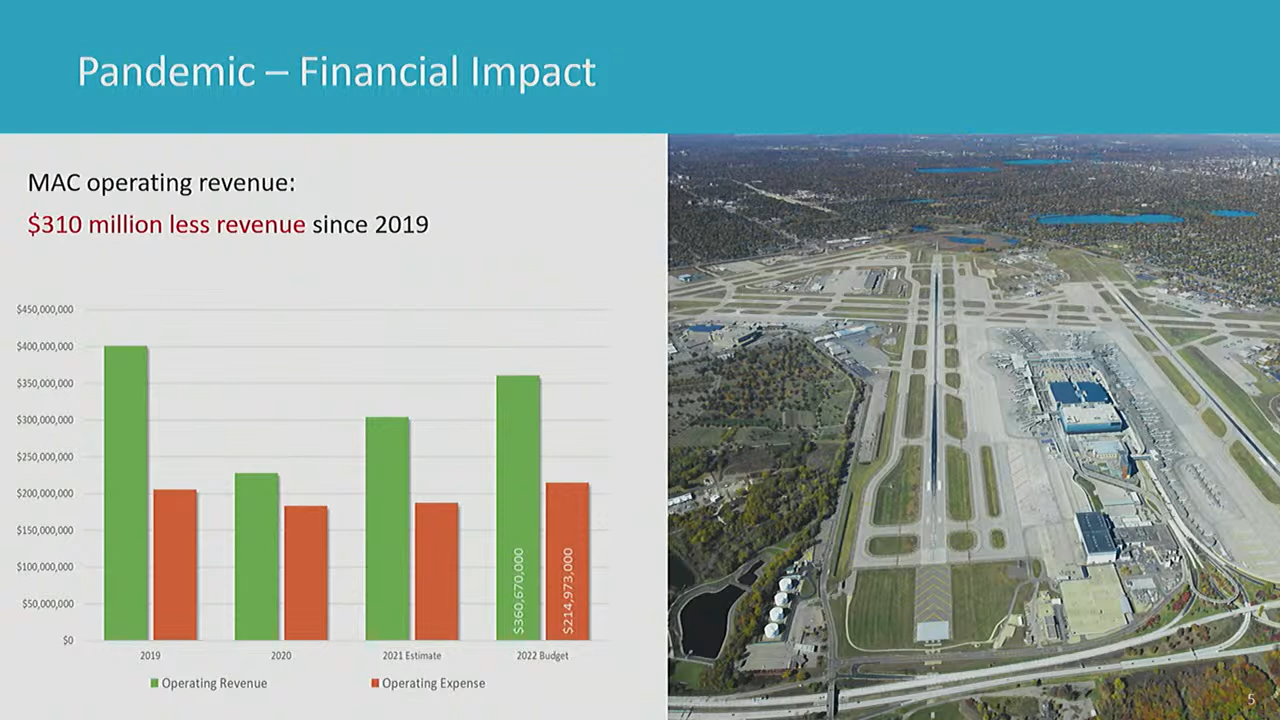 Pandemic – Financial Impact
MAC operating revenue:
$310 million less revenue since 2019
$450,000,000
$400,000,000
$350,000,000
$300,000,000
$250,000,000
$200,000,000
$150,000,000
$100,000,000
$50,000,000
$0
$360,670,000
$214,973,000
2019
2020
2021 Estimate
2022 Budget
Operating Revenue
Operating Expense
5